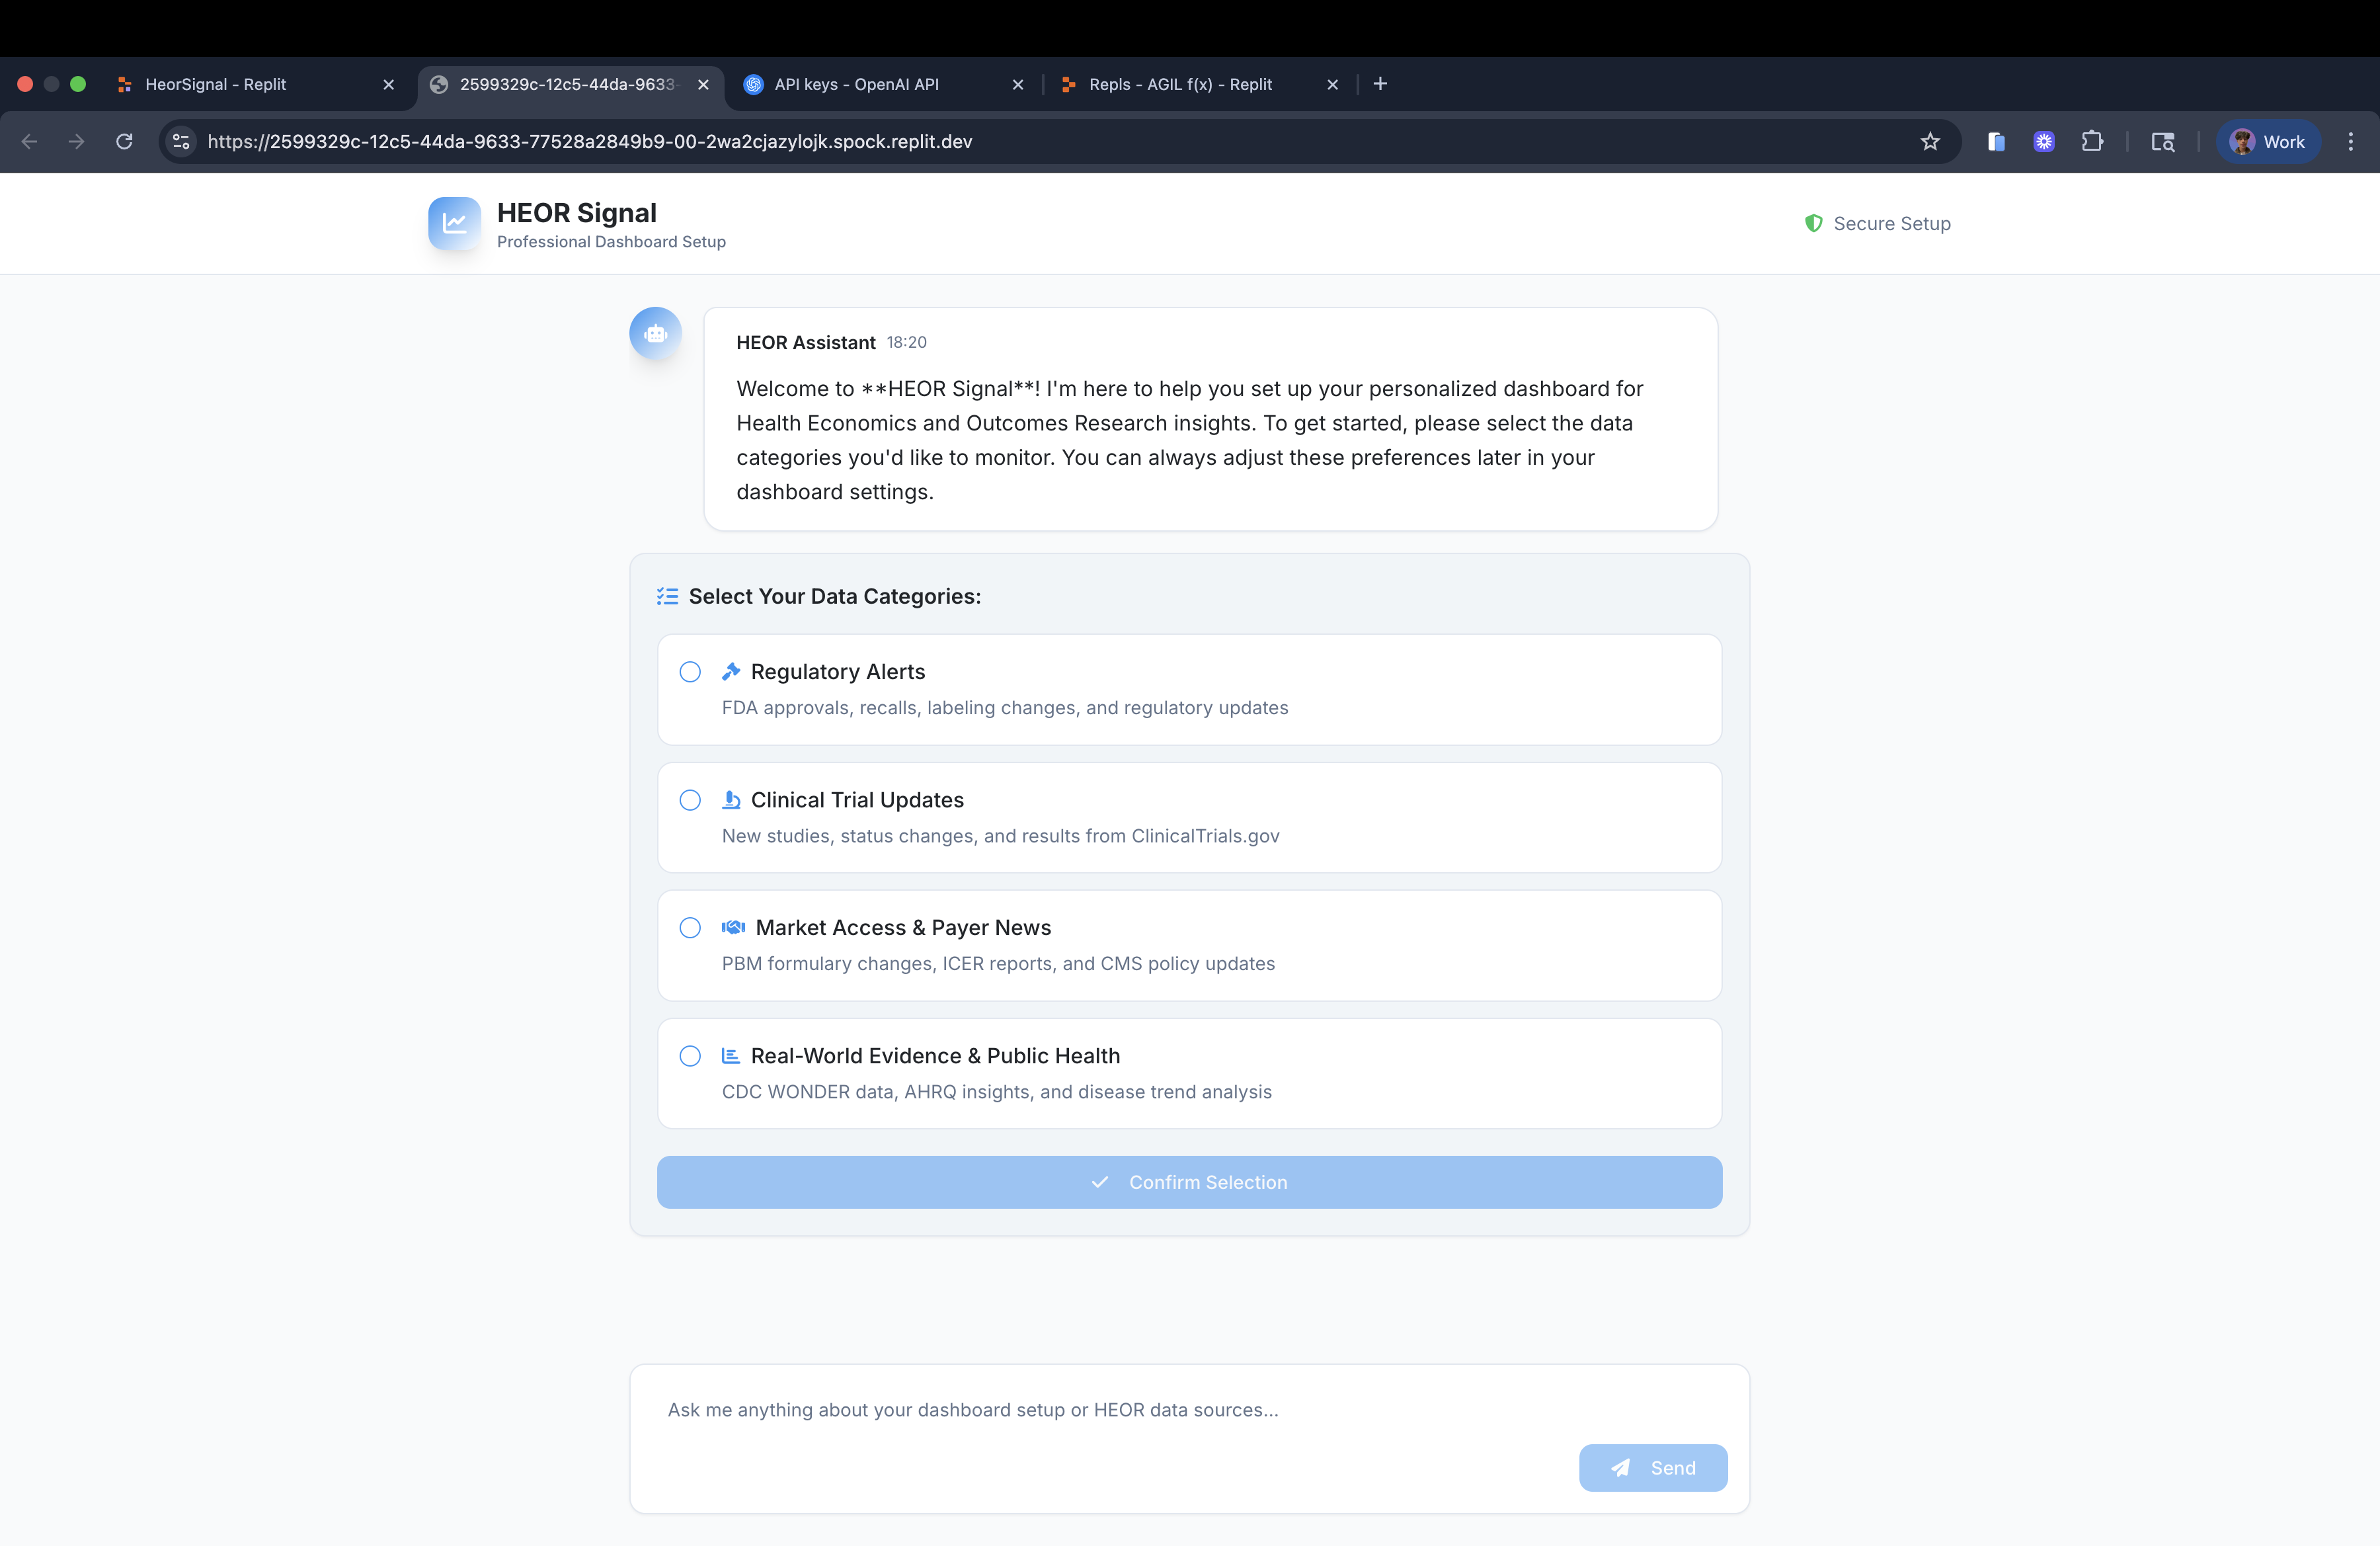 HeorSignal - Replit
2599329c-12c5-44da-9633-
API keys - OpenAI API
Repls - AGIL f(x) - Replit
https://2599329c-12c5-44da-9633-77528a2849b9-00-2wa2cjazylojk.spock.replit.dev
Work
HEOR Signal
Professional Dashboard Setup
Secure Setup
HEOR Assistant 18:20
Welcome to **HEOR Signal**! I'm here to help you set up your personalized dashboard for
Health Economics and Outcomes Research insights. To get started, please select the data
categories you'd like to monitor. You can always adjust these preferences later in your
dashboard settings.
Select Your Data Categories:
Regulatory Alerts
FDA approvals, recalls, labeling changes, and regulatory updates
Clinical Trial Updates
New studies, status changes, and results from ClinicalTrials.gov
Market Access & Payer News
PBM formulary changes, ICER reports, and CMS policy updates
Real-World Evidence & Public Health
CDC WONDER data, AHRQ insights, and disease trend analysis
Confirm Selection
Ask me anything about your dashboard setup or HEOR data sources...
Send